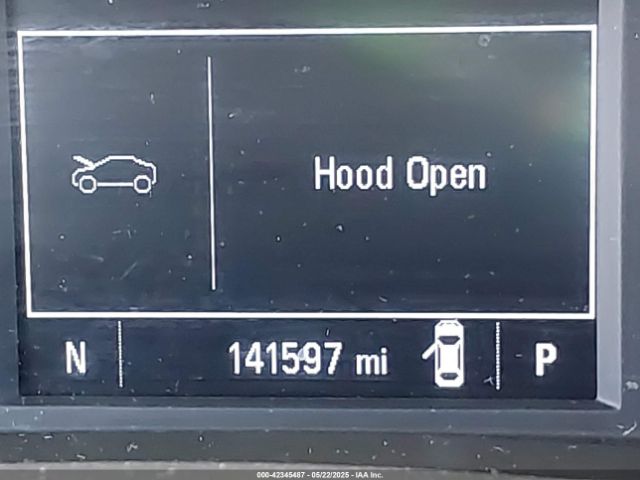 Hood Open
N 141597 mi P
000-42345487 - 05/22/2025 - IAA Inc.